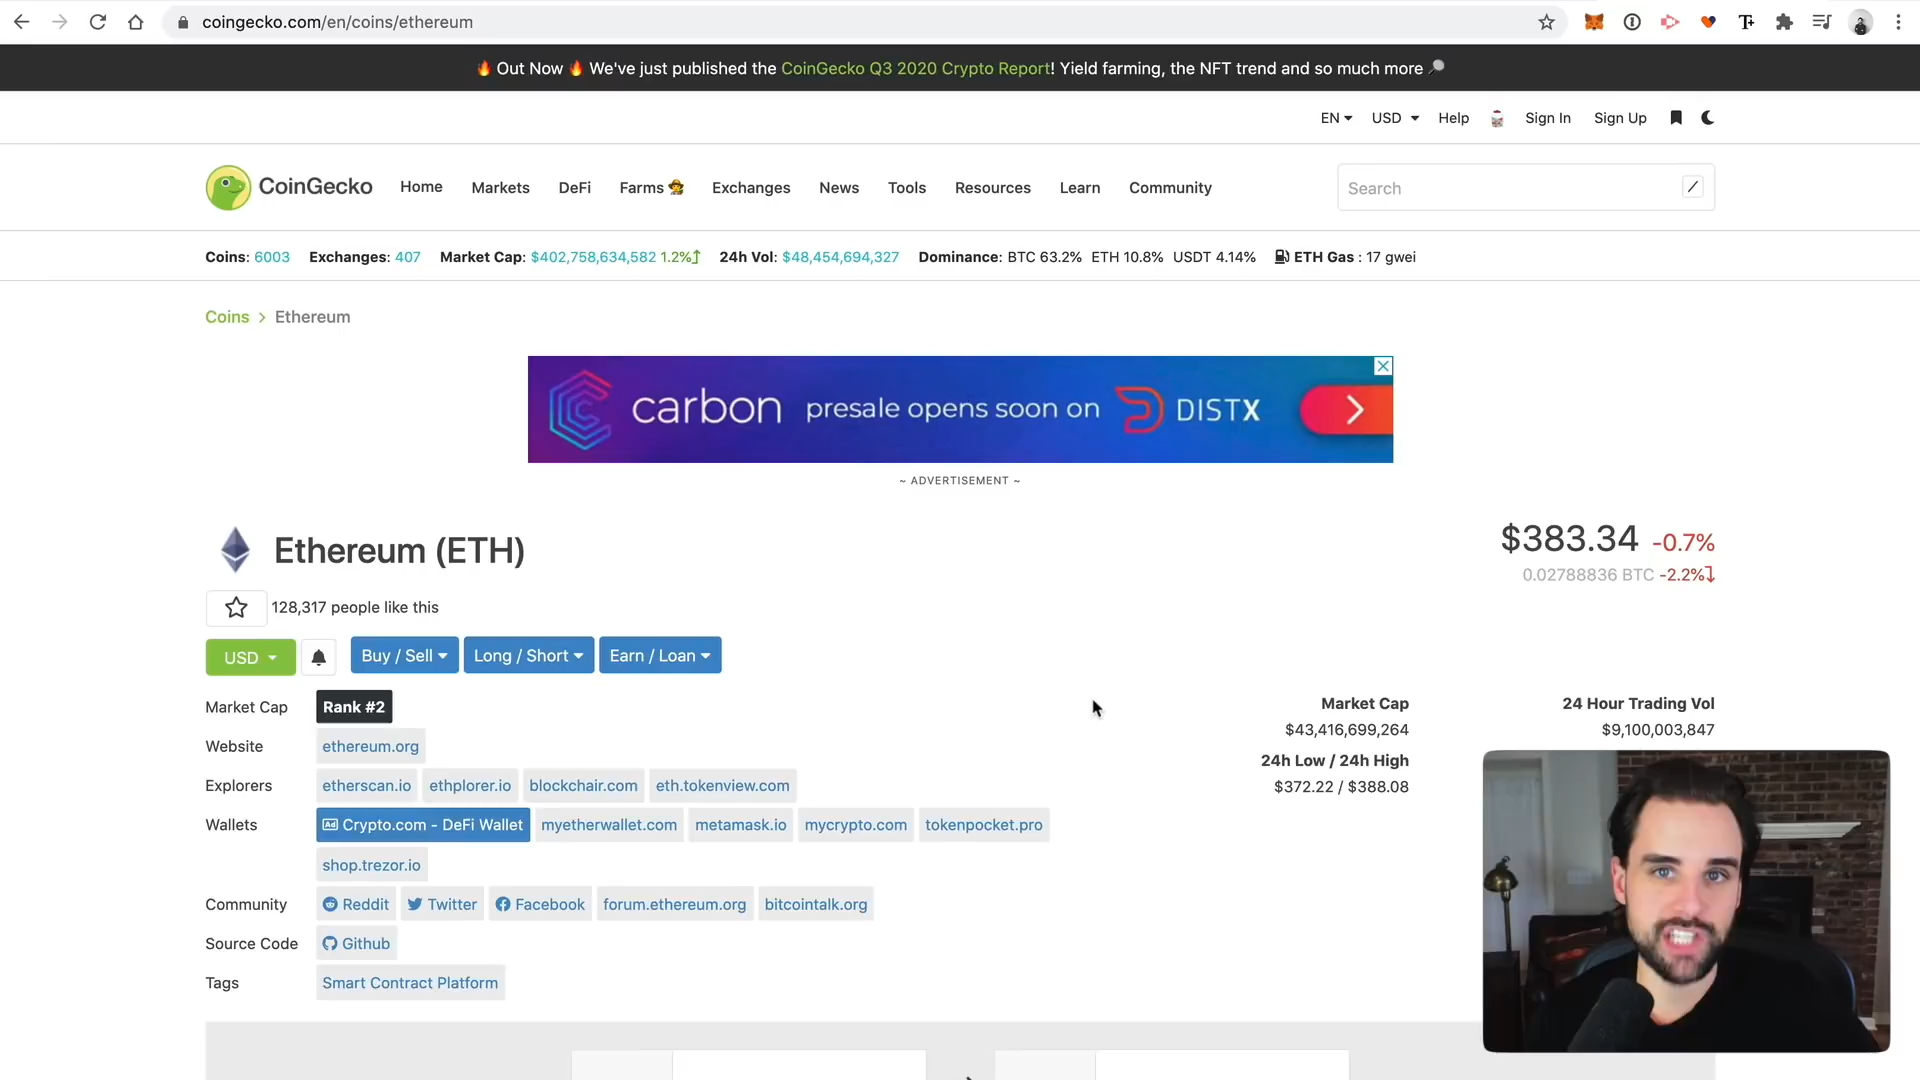 coingecko.com/en/coins/ethereum
🔥 Out Now 🔥 We've just published the CoinGecko Q3 2020 Crypto Report! Yield farming, the NFT trend and so much more 🔎
EN USD Help Sign In Sign Up
CoinGecko Home Markets DeFi Farms Exchanges News Tools Resources Learn Community Search /
Coins: 6003 Exchanges: 407 Market Cap: $402,758,634,582 1.2% 24h Vol: $48,454,694,327 Dominance: BTC 63.2% ETH 10.8% USDT 4.14% ETH Gas : 17 gwei
Coins > Ethereum
carbon presale opens soon on DISTX
~ ADVERTISEMENT ~
Ethereum (ETH)
$383.34 -0.7%
0.02788836 BTC -2.2%
128,317 people like this
USD Buy / Sell Long / Short Earn / Loan
Market Cap Rank #2
Website ethereum.org
Explorers etherscan.io ethplorer.io blockchair.com eth.tokenview.com
Wallets Ad Crypto.com - DeFi Wallet myetherwallet.com metamask.io mycrypto.com tokenpocket.pro
shop.trezor.io
Community Reddit Twitter Facebook forum.ethereum.org bitcointalk.org
Source Code Github
Tags Smart Contract Platform
Market Cap
$43,416,699,264
24h Low / 24h High
$372.22 / $388.08
24 Hour Trading Vol
$9,100,003,847